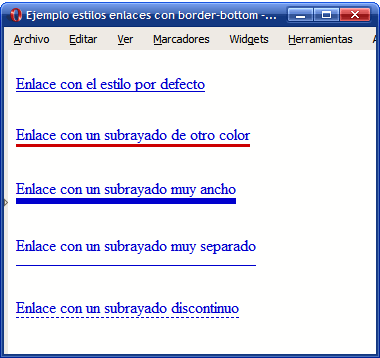 Ejemplo estilos enlaces con border-bottom -...
Archivo Editar Ver Marcadores Widgets Herramientas
Enlace con el estilo por defecto
Enlace con un subrayado de otro color
Enlace con un subrayado muy ancho
Enlace con un subrayado muy separado
Enlace con un subrayado discontinuo